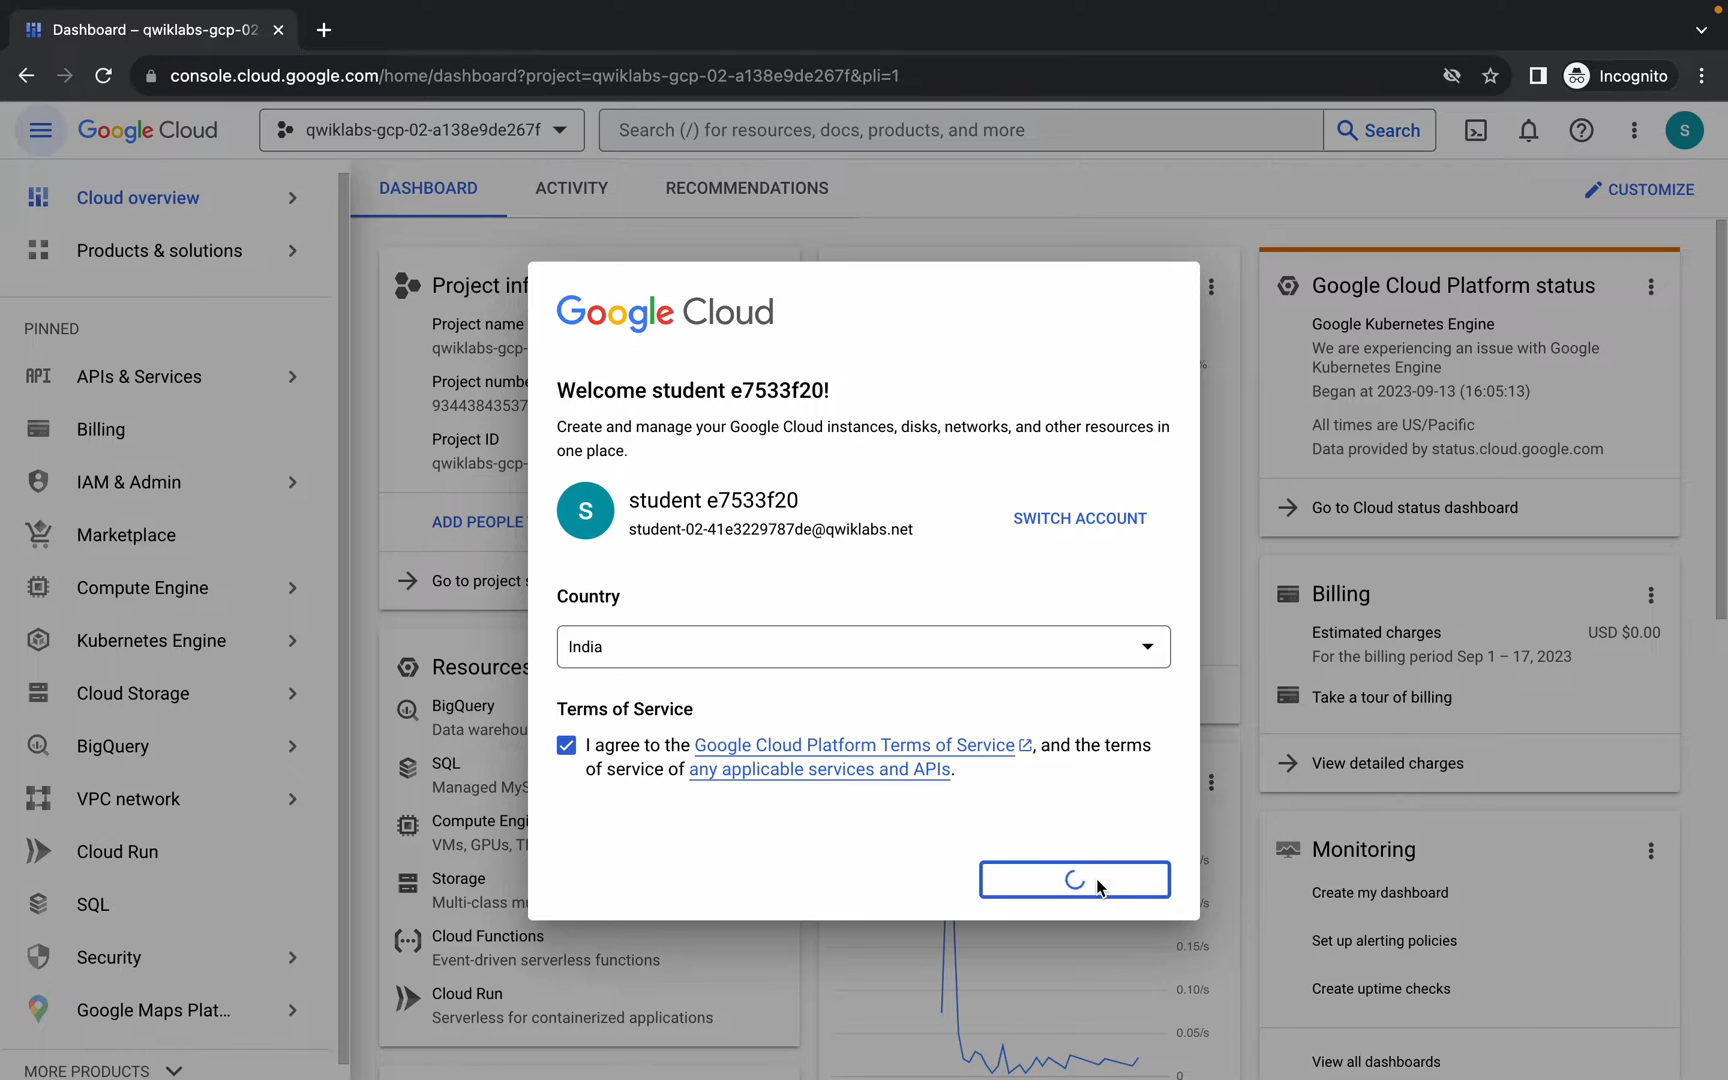 Dashboard – qwiklabs-gcp-02
console.cloud.google.com/home/dashboard?project=qwiklabs-gcp-02-a138e9de267f&pli=1
Incognito
Google Cloud
qwiklabs-gcp-02-a138e9de267f
Search (/) for resources, docs, products, and more
Search
S
Cloud overview
Products & solutions
PINNED
API
APIs & Services
Billing
IAM & Admin
Marketplace
Compute Engine
Kubernetes Engine
Cloud Storage
BigQuery
VPC network
Cloud Run
SQL
Security
Google Maps Plat...
MORE PRODUCTS
DASHBOARD
ACTIVITY
RECOMMENDATIONS
CUSTOMIZE
Project
Project name
qwiklabs-gcp-
Project
93443843537
Project ID
qwiklabs-gcp-
ADD PEOPLE
Go to project
Resources
BigQuery
Data
SQL
Managed
Compute
VMs, GPUs,
Storage
Multi-class
Cloud Functions
Event-driven serverless functions
Cloud Run
Serverless for containerized applications
Google Cloud
Welcome student e7533f20!
Create and manage your Google Cloud instances, disks, networks, and other resources in
one place.
S
student e7533f20
student-02-41e3229787de@qwiklabs.net
SWITCH ACCOUNT
Country
India
Terms of Service
I agree to the Google Cloud Platform Terms of Service, and the terms
of service of any applicable services and APIs.
%
/s
/s
0.15/s
0.10/s
0.05/s
0
Google Cloud Platform status
Google Kubernetes Engine
We are experiencing an issue with Google
Kubernetes Engine
Began at 2023-09-13 (16:05:13)
All times are US/Pacific
Data provided by status.cloud.google.com
Go to Cloud status dashboard
Billing
Estimated charges
USD $0.00
For the billing period Sep 1 – 17, 2023
Take a tour of billing
View detailed charges
Monitoring
Create my dashboard
Set up alerting policies
Create uptime checks
View all dashboards